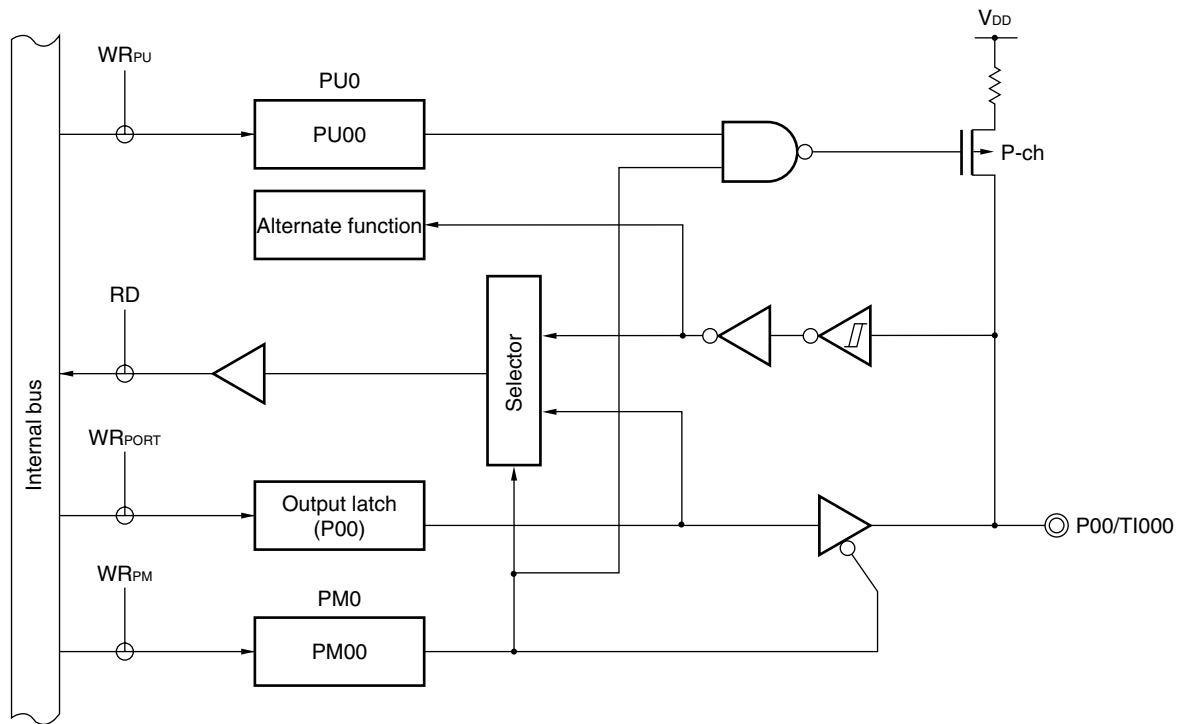 VDD
WRPU
PU0
PU00
P-ch
Alternate function
RD
Selector
Internal bus
WRPORT
Output latch
(P00)
P00/TI000
WRPM
PM0
PM00